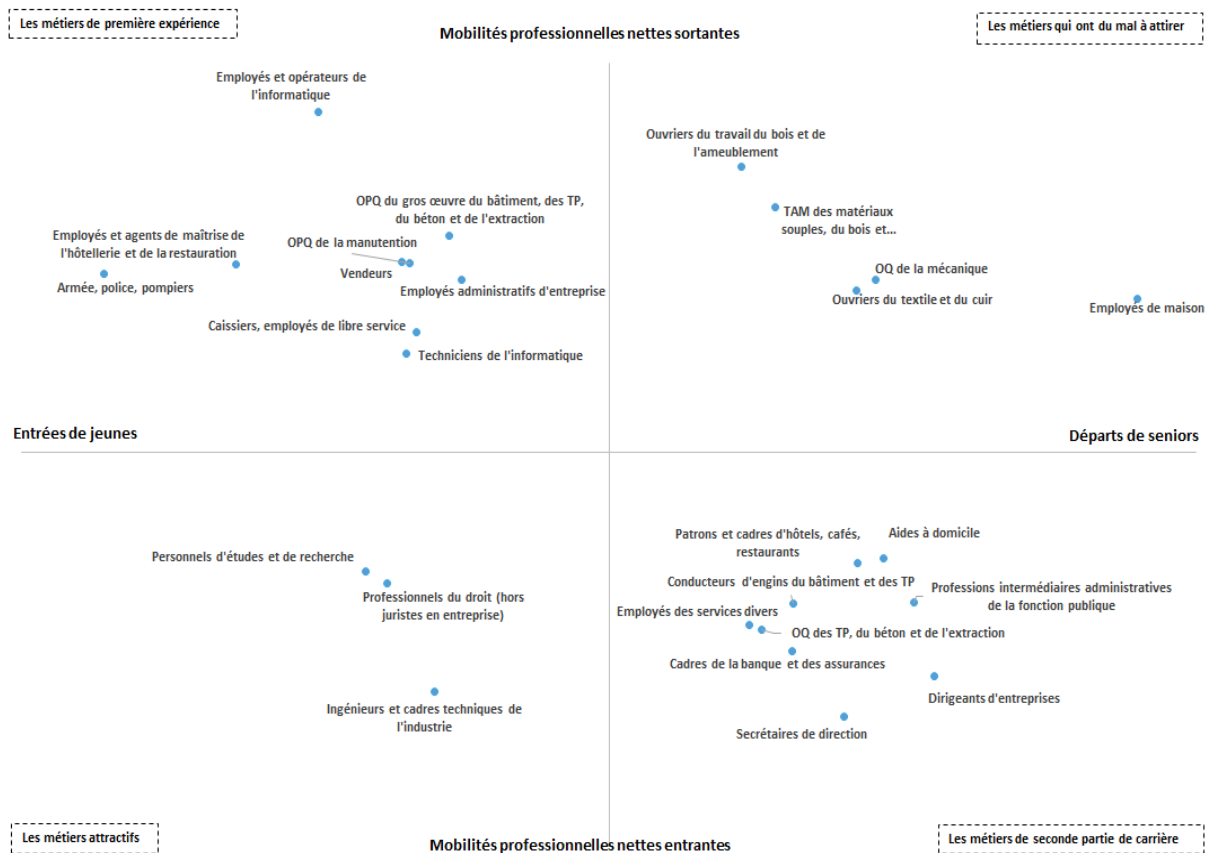 Les métiers de première expérience
Mobilités professionnelles nettes sortantes
Les métiers qui ont du mal à attirer
Employés et opérateurs de
l'informatique
Ouvriers du travail du bois et de
l'ameublement
OPQ du gros œuvre du bâtiment, des TP,
du béton et de l'extraction
TAM des matériaux
souples, du bois et...
Employés et agents de maîtrise de
l'hôtellerie et de la restauration
OPQ de la manutention
Vendeurs
Armée, police, pompiers
Employés administratifs d'entreprise
OQ de la mécanique
Ouvriers du textile et du cuir
Employés de maison
Caissiers, employés de libre service
Techniciens de l'informatique
Entrées de jeunes
Départs de seniors
Personnels d'études et de recherche
Professionnels du droit (hors
juristes en entreprise)
Ingénieurs et cadres techniques de
l'industrie
Patrons et cadres d'hôtels, cafés,
restaurants
Aides à domicile
Conducteurs d'engins du bâtiment et des TP
Professions intermédiaires administratives
de la fonction publique
Employés des services divers
OQ des TP, du béton et de l'extraction
Cadres de la banque et des assurances
Dirigeants d'entreprises
Secrétaires de direction
Les métiers attractifs
Mobilités professionnelles nettes entrantes
Les métiers de seconde partie de carrière